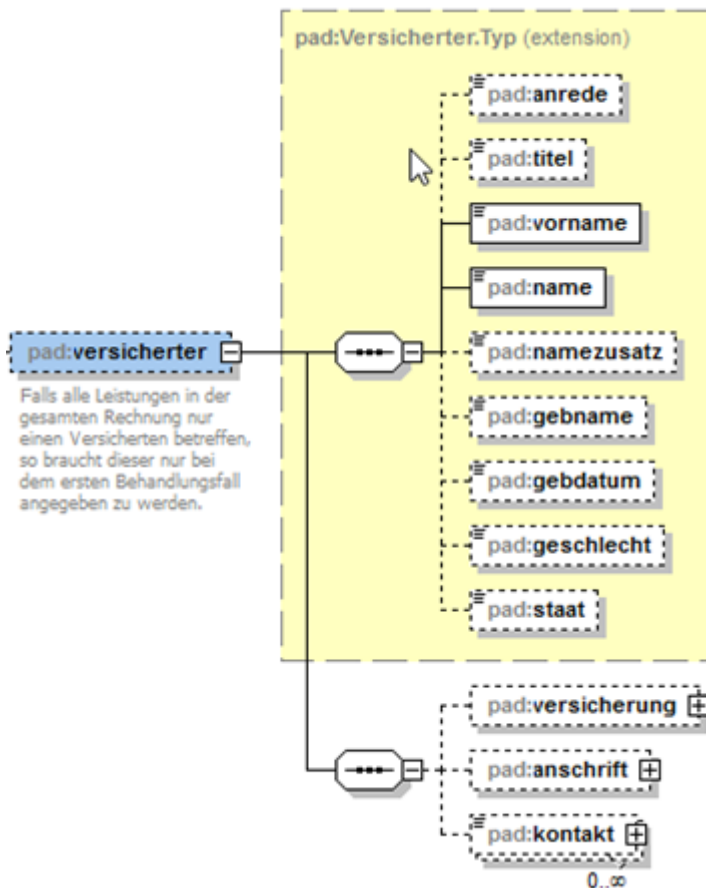 pad:Versicherter.Typ (extension)
pad:anrede
pad:titel
pad:vorname
pad:name
pad:versicherter
pad:namezusatz
Falls alle Leistungen in der
gesamten Rechnung nur
einen Versicherten betreffen,
so braucht dieser nur bei
dem ersten Behandlungsfall
angegeben zu werden.
pad:gebname
pad:gebdatum
pad:geschlecht
pad:staat
pad:versicherung
pad:anschrift
pad:kontakt
0..∞